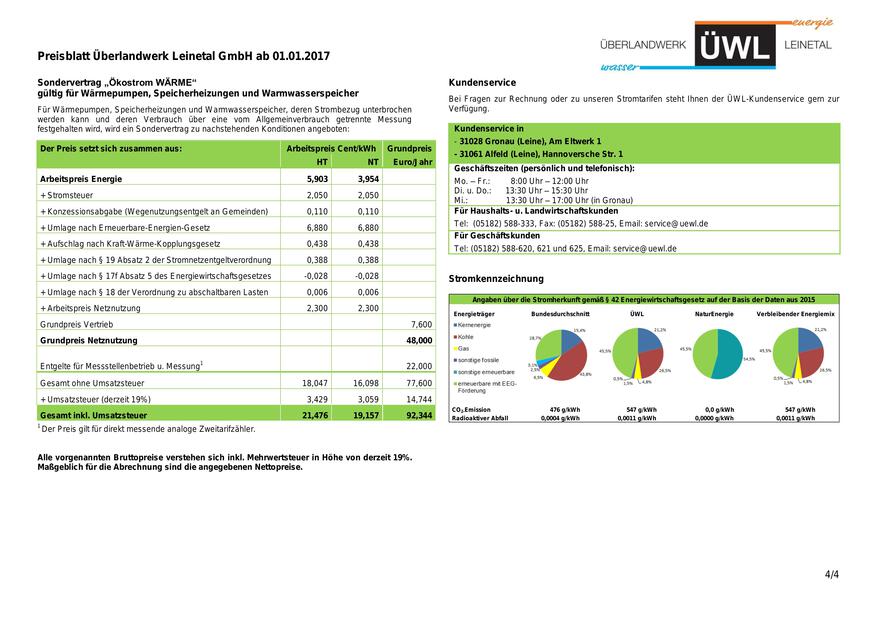 energie
ÜBERLANDWERK ÜWL LEINETAL
wasser
Preisblatt Überlandwerk Leinetal GmbH ab 01.01.2017
Sondervertrag „Ökostrom WÄRME“
gültig für Wärmepumpen, Speicherheizungen und Warmwasserspeicher
Für Wärmepumpen, Speicherheizungen und Warmwasserspeicher, deren Strombezug unterbrochen
werden kann und deren Verbrauch über eine vom Allgemeinverbrauch getrennte Messung
festgehalten wird, wird ein Sondervertrag zu nachstehenden Konditionen angeboten:
Der Preis setzt sich zusammen aus: Arbeitspreis Cent/kWh Grundpreis
HT NT Euro/Jahr
Arbeitspreis Energie 5,903 3,954
+ Stromsteuer 2,050 2,050
+ Konzessionsabgabe (Wegenutzungsentgelt an Gemeinden) 0,110 0,110
+ Umlage nach Erneuerbare-Energien-Gesetz 6,880 6,880
+ Aufschlag nach Kraft-Wärme-Kopplungsgesetz 0,438 0,438
+ Umlage nach § 19 Absatz 2 der Stromnetzentgeltverordnung 0,388 0,388
+ Umlage nach § 17f Absatz 5 des Energiewirtschaftsgesetzes -0,028 -0,028
+ Umlage nach § 18 der Verordnung zu abschaltbaren Lasten 0,006 0,006
+ Arbeitspreis Netznutzung 2,300 2,300
Grundpreis Vertrieb 7,600
Grundpreis Netznutzung 48,000
Entgelte für Messstellenbetrieb u. Messung1 22,000
Gesamt ohne Umsatzsteuer 18,047 16,098 77,600
+ Umsatzsteuer (derzeit 19%) 3,429 3,059 14,744
Gesamt inkl. Umsatzsteuer 21,476 19,157 92,344
1 Der Preis gilt für direkt messende analoge Zweitarifzähler.
Alle vorgenannten Bruttopreise verstehen sich inkl. Mehrwertsteuer in Höhe von derzeit 19%.
Maßgeblich für die Abrechnung sind die angegebenen Nettopreise.
Kundenservice
Bei Fragen zur Rechnung oder zu unseren Stromtarifen steht Ihnen der ÜWL-Kundenservice gern zur
Verfügung.
Kundenservice in
- 31028 Gronau (Leine), Am Eltwerk 1
- 31061 Alfeld (Leine), Hannoversche Str. 1
Geschäftszeiten (persönlich und telefonisch):
Mo. – Fr.: 8:00 Uhr – 12:00 Uhr
Di. u. Do.: 13:30 Uhr – 15:30 Uhr
Mi.: 13:30 Uhr – 17:00 Uhr (in Gronau)
Für Haushalts- u. Landwirtschaftskunden
Tel: (05182) 588-333, Fax: (05182) 588-25, Email: service@uewl.de
Für Geschäftskunden
Tel: (05182) 588-620, 621 und 625, Email: service@uewl.de
Stromkennzeichnung
Angaben über die Stromherkunft gemäß § 42 Energiewirtschaftsgesetz auf der Basis der Daten aus 2015
Energieträger Bundesdurchschnitt ÜWL NaturEnergie Verbleibender Energiemix
Kernenergie
Kohle
Gas
sonstige fossile
sonstige erneuerbare
erneuerbare mit EEG-
Förderung
15,4%
43,8%
6,5%
2,5%
3,1%
28,7%
21,2%
26,5%
4,8%
1,5%
0,5%
45,5%
45,5%
54,5%
21,2%
26,5%
4,8%
1,5%
0,5%
45,5%
CO2 Emission 476 g/kWh 547 g/kWh 0,0 g/kWh 547 g/kWh
Radioaktiver Abfall 0,0004 g/kWh 0,0011 g/kWh 0,0000 g/kWh 0,0011 g/kWh
4/4